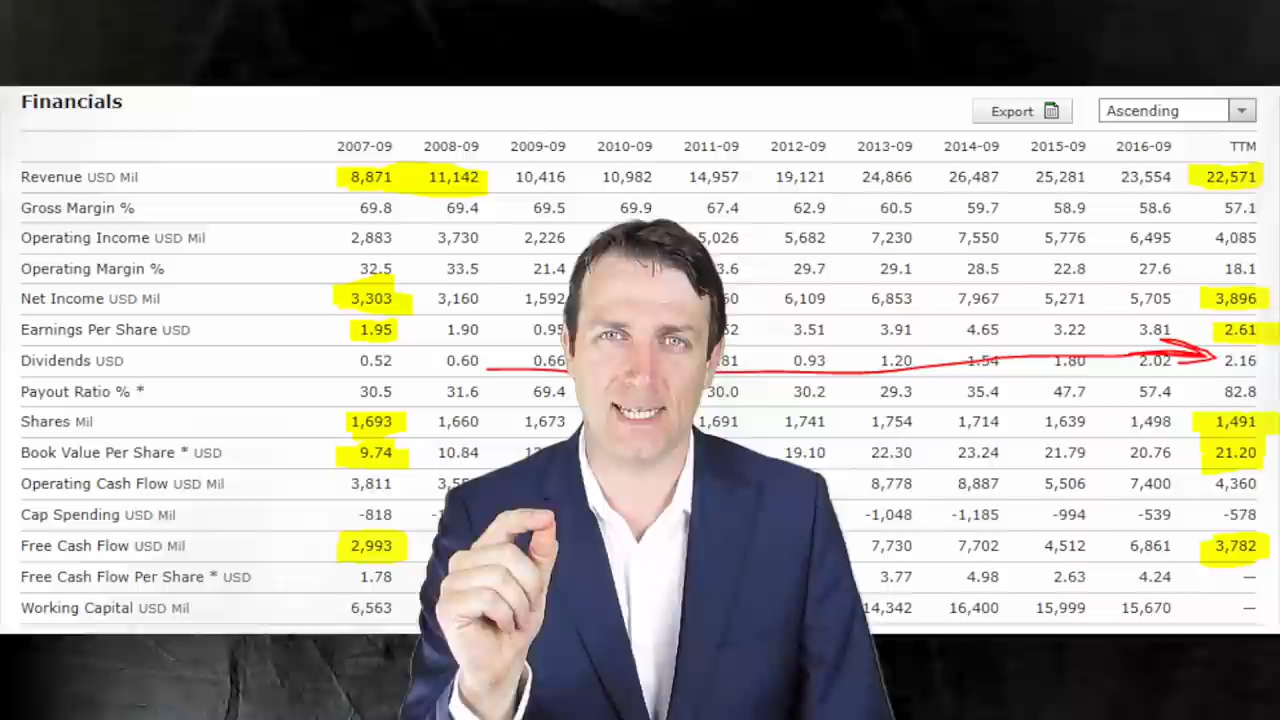 Financials
Export Ascending
2007-09 2008-09 2009-09 2010-09 2011-09 2012-09 2013-09 2014-09 2015-09 2016-09 TTM
Revenue USD Mil 8,871 11,142 10,416 10,982 14,957 19,121 24,866 26,487 25,281 23,554 22,571
Gross Margin % 69.8 69.4 69.5 69.9 67.4 62.9 60.5 59.7 58.9 58.6 57.1
Operating Income USD Mil 2,883 3,730 2,226 5,026 5,682 7,230 7,550 5,776 6,495 4,085
Operating Margin % 32.5 33.5 21.4 29.7 29.1 28.5 22.8 27.6 18.1
Net Income USD Mil 3,303 3,160 1,592 6,109 6,853 7,967 5,271 5,705 3,896
Earnings Per Share USD 1.95 1.90 0.95 3.51 3.91 4.65 3.22 3.81 2.61
Dividends USD 0.52 0.60 0.66 0.93 1.20 1.54 1.80 2.02 2.16
Payout Ratio % * 30.5 31.6 69.4 30.0 30.2 29.3 35.4 47.7 57.4 82.8
Shares Mil 1,693 1,660 1,673 1,691 1,741 1,754 1,714 1,639 1,498 1,491
Book Value Per Share * USD 9.74 10.84 19.10 22.30 23.24 21.79 20.76 21.20
Operating Cash Flow USD Mil 3,811 8,778 8,887 5,506 7,400 4,360
Cap Spending USD Mil -818 -1,048 -1,185 -994 -539 -578
Free Cash Flow USD Mil 2,993 7,730 7,702 4,512 6,861 3,782
Free Cash Flow Per Share * USD 1.78 3.77 4.98 2.63 4.24 —
Working Capital USD Mil 6,563 14,342 16,400 15,999 15,670 —